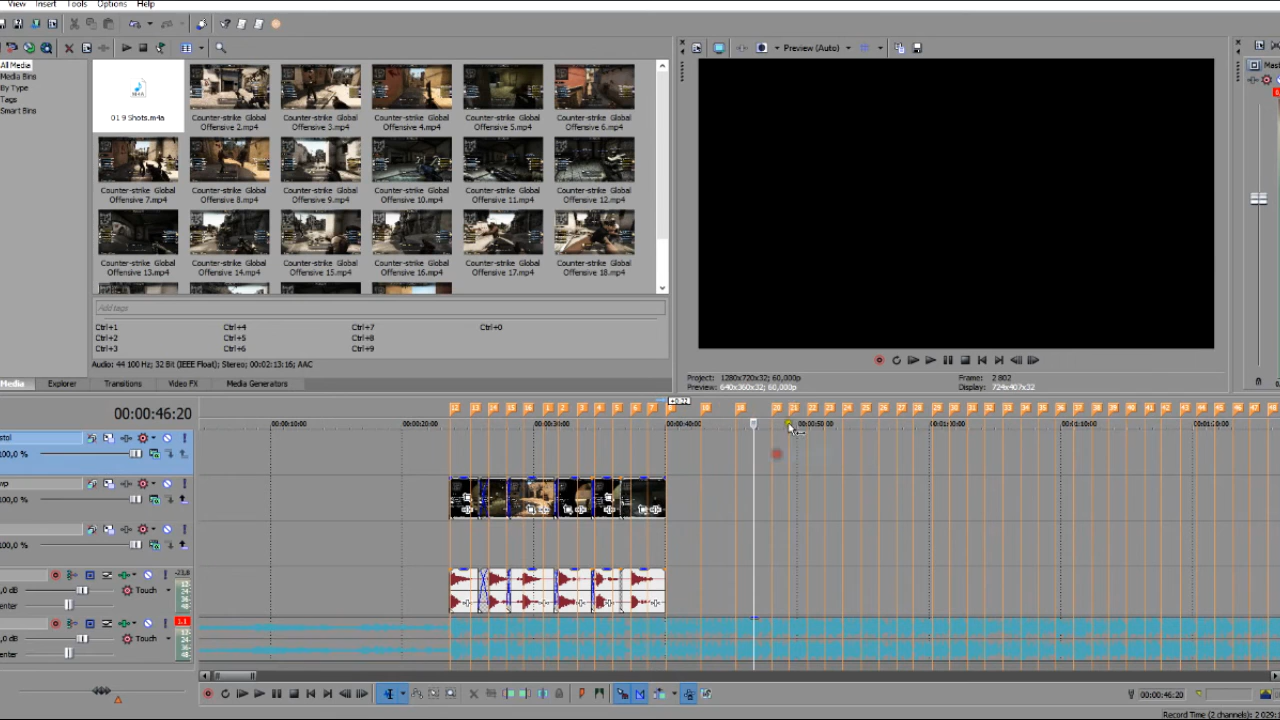 View Insert Tools Options Help
Preview (Auto)
All Media
Media Bins
By Type
Tags
Smart Bins
01 9 Shots.m4a
Counter-strike Global Offensive 2.mp4
Counter-strike Global Offensive 3.mp4
Counter-strike Global Offensive 4.mp4
Counter-strike Global Offensive 5.mp4
Counter-strike Global Offensive 6.mp4
Counter-strike Global Offensive 7.mp4
Counter-strike Global Offensive 8.mp4
Counter-strike Global Offensive 9.mp4
Counter-strike Global Offensive 10.mp4
Counter-strike Global Offensive 11.mp4
Counter-strike Global Offensive 12.mp4
Counter-strike Global Offensive 13.mp4
Counter-strike Global Offensive 14.mp4
Counter-strike Global Offensive 15.mp4
Counter-strike Global Offensive 16.mp4
Counter-strike Global Offensive 17.mp4
Counter-strike Global Offensive 18.mp4
Add tags
Ctrl+1 Ctrl+4 Ctrl+7 Ctrl+0
Ctrl+2 Ctrl+5 Ctrl+8
Ctrl+3 Ctrl+6 Ctrl+9
Audio: 44 100 Hz; 32 Bit (IEEE Float); Stereo; 00:02:13:16, AAC
Media Explorer Transitions Video FX Media Generators
Project: 1280x720x32; 60,000p
Preview: 640x360x32; 60,000p
Frame: 2 802
Display: 724x407x32
00:00:46:20
00:00:10:00 00:00:20:00 00:00:30:00 00:00:40:00 00:00:50:00 00:01:00:00 00:01:10:00 00:01:20:00
100,0 %
100,0 %
100,0 %
Touch
Touch
00:00:46:20
Record Time (2 channels): 2 029:1